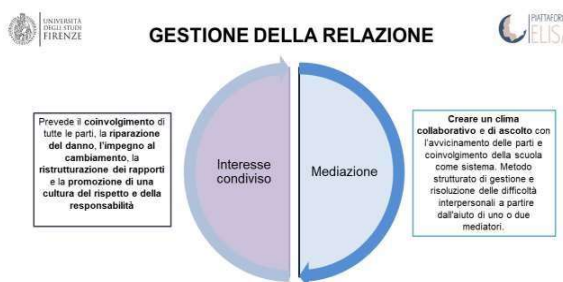 UNIVERSITÀ
DEGLI STUDI
FIRENZE
GESTIONE DELLA RELAZIONE
PIATTAFORMA
ELISA
Prevede il coinvolgimento di
tutte le parti, la riparazione
del danno, l'impegno al
cambiamento, la
ristrutturazione dei rapporti
e la promozione di una
cultura del rispetto e della
responsabilità
Interesse
condiviso
Mediazione
Creare un clima
collaborativo e di ascolto con
l'avvicinamento delle parti e
coinvolgimento della scuola
come sistema. Metodo
strutturato di gestione e
risoluzione delle difficoltà
interpersonali a partire
dall'aiuto di uno o due
mediatori.